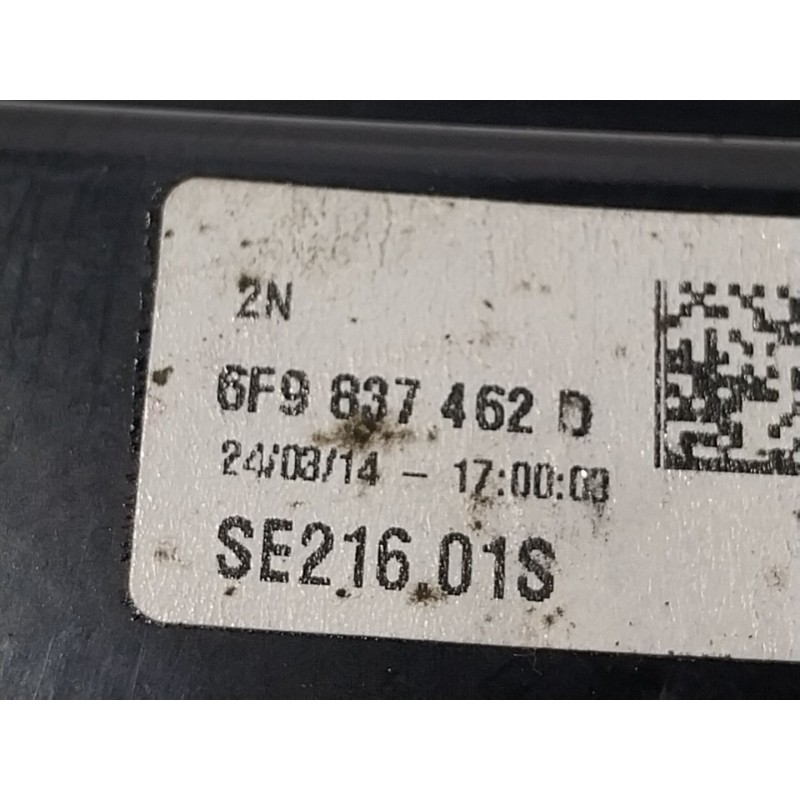 2N
6F9 837 462 D
24/03/14 - 17:00:03
SE216.01S